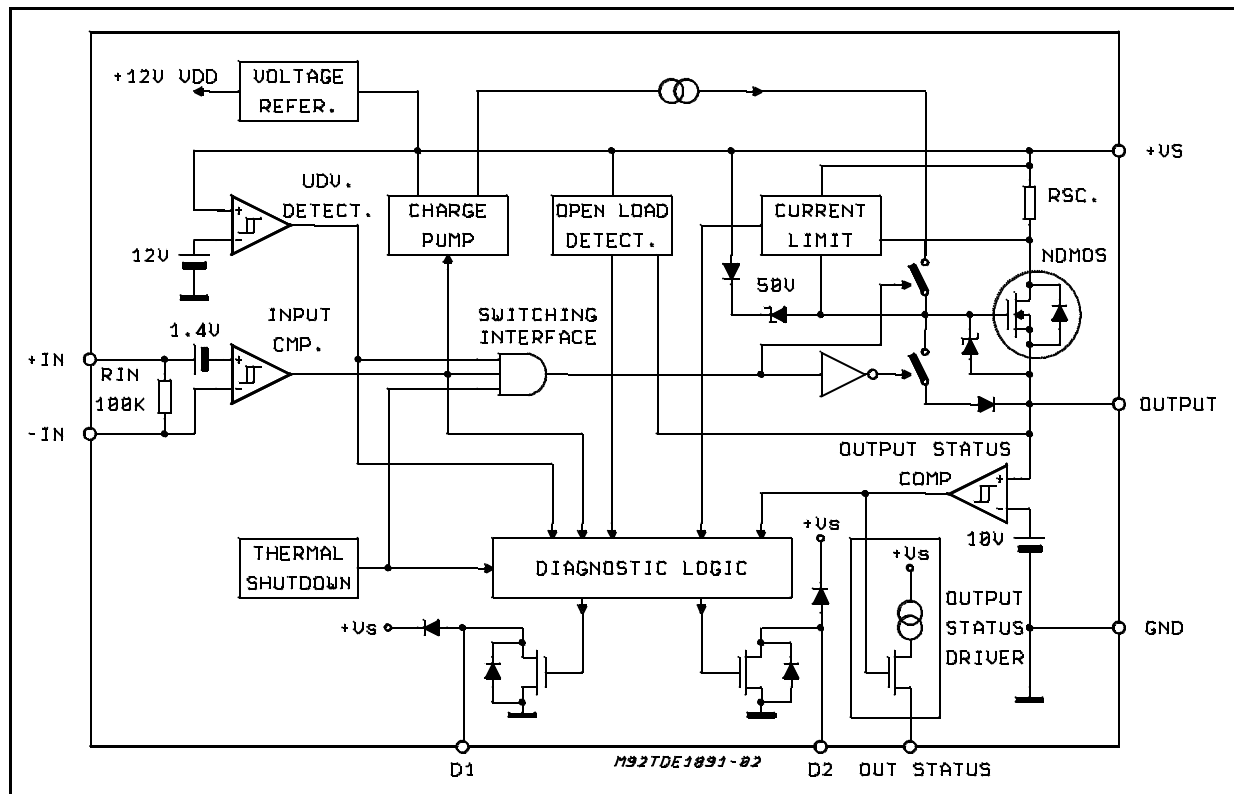 +12V VDD
VOLTAGE
REFER.
+VS
UDV.
DETECT.
CHARGE
PUMP
OPEN LOAD
DETECT.
CURRENT
LIMIT
RSC.
NDMOS
+
-
12V
50V
1.4V
INPUT
CMP.
SWITCHING
INTERFACE
+IN
RIN
100K
+
-
-IN
OUTPUT
OUTPUT STATUS
COMP
+
-
10V
+Vs
+Vs
THERMAL
SHUTDOWN
DIAGNOSTIC LOGIC
OUTPUT
STATUS
DRIVER
GND
+Vs
D1
M92TDE1891-02
D2
OUT STATUS